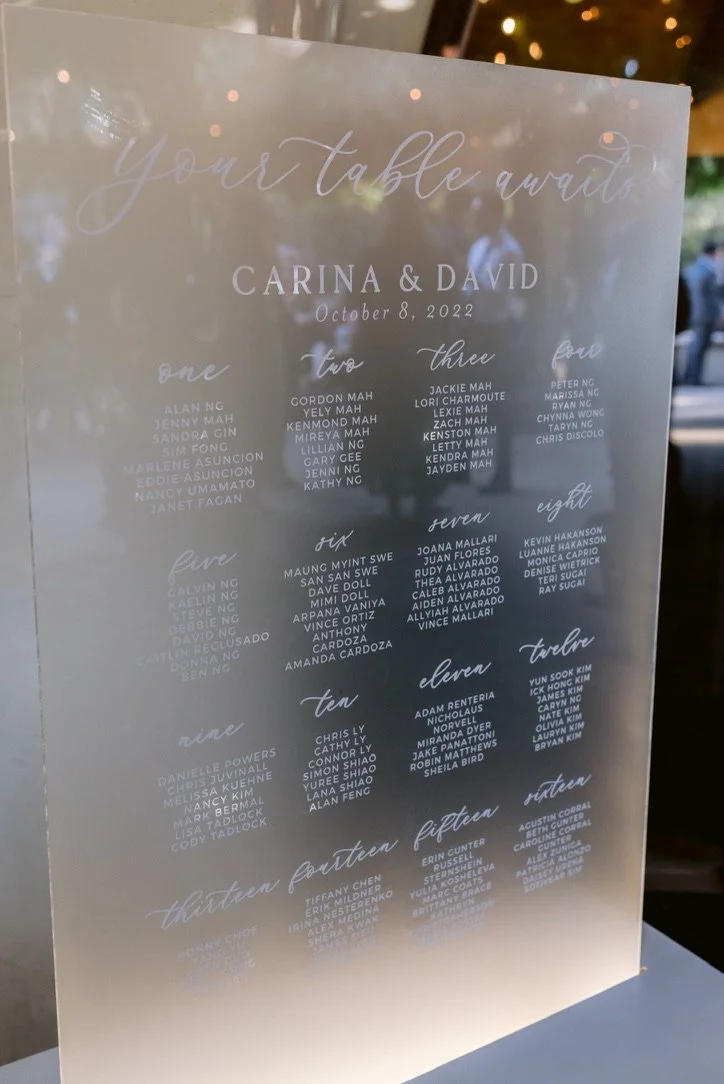 your table awaits
CARINA & DAVID
October 8, 2022
one
ALAN NG
JENNY MAH
SANDRA GIN
SIM FONG
MARLENE ASUNCION
EDDIE ASUNCION
NANCY UMAMATO
JANET FAGAN
two
GORDON MAH
YELY MAH
KENMOND MAH
MIREYA MAH
LILLIAN NG
GARY GEE
JENNI NG
KATHY NG
three
JACKIE MAH
LORI CHARMOUTE
LEXIE MAH
ZACH MAH
KENSTON MAH
LETTY MAH
KENDRA MAH
JAYDEN MAH
four
PETER NG
MARISSA NG
RYAN NG
CHYNNA WONG
TARYN NG
CHRIS DISCOLO
five
CALVIN NG
KAELIN NG
STEVE NG
DEBBIE NG
DAVID NG
CAITLIN RECLUSADO
DONNA NG
BEN NG
six
MAUNG MYINT SWE
SAN SAN SWE
DAVE DOLL
MIMI DOLL
ARPANA VANIYA
VINCE ORTIZ
ANTHONY
CARDOZA
AMANDA CARDOZA
seven
JOANA MALLARI
JUAN FLORES
RUDY ALVARADO
THEA ALVARADO
CALEB ALVARADO
AIDEN ALVARADO
ALLYIAH ALVARADO
VINCE MALLARI
eight
KEVIN HAKANSON
LUANNE HAKANSON
MONICA CAPRIO
DENISE WIETRICK
TERI SUGAI
RAY SUGAI
nine
DANIELLE POWERS
CHRIS JUVINALL
MELISSA KUEHNE
NANCY KIM
MARK BERMAL
LISA TADLOCK
CODY TADLOCK
ten
CHRIS LY
CATHY LY
CONNOR LY
SIMON SHIAO
YUREE SHIAO
LANA SHIAO
ALAN FENG
eleven
ADAM RENTERIA
NICHOLAUS
NORVELL
MIRANDA DYER
JAKE PANATTONI
ROBIN MATTHEWS
SHEILA BIRD
twelve
YUN SOOK KIM
ICK HONG KIM
JAMES KIM
CARYN NG
NATE KIM
OLIVIA KIM
LAURYN KIM
BRYAN KIM
thirteen
CHOE
fourteen
TIFFANY CHEN
ERIK MILDNER
IRINA NESTERENKO
ALEX MEDINA
SHERA KWAK
JAMES
fifteen
ERIN GUNTER
RUSSELL
STERNSHEIN
YULIA KOSHELEVA
MARC COATS
BRITTANY BRACE
KATHRYN
sixteen
AGUSTIN CORRAL
BETH GUNTER
CAROLINE CORRAL
GUNTER
ALEX ZUNIGA
PATRICIA ALONZO
DAISEY URENA
SIM